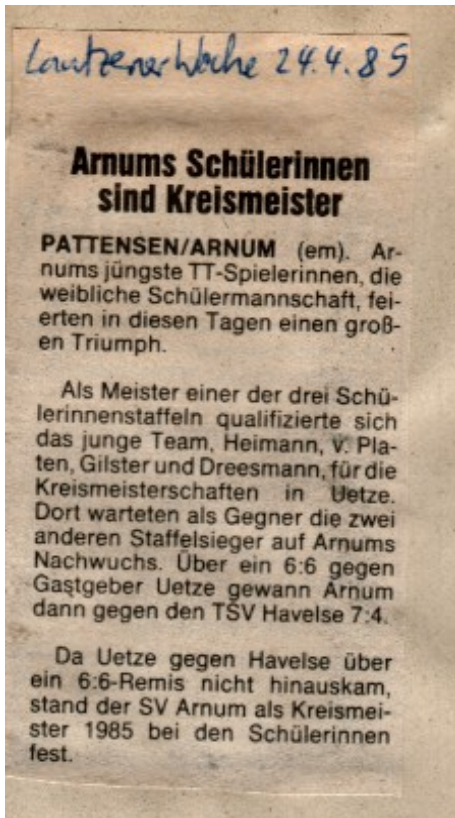 Laatzener Woche 24.4.85
Arnums Schülerinnen
sind Kreismeister
PATTENSEN/ARNUM (em). Ar-
nums jüngste TT-Spielerinnen, die
weibliche Schülermannschaft, fei-
erten in diesen Tagen einen groß-
en Triumph.
Als Meister einer der drei Schü-
lerinnenstaffeln qualifizierte sich
das junge Team, Heimann, v. Pla-
ten, Gilster und Dreesmann, für die
Kreismeisterschaften in Uetze.
Dort warteten als Gegner die zwei
anderen Staffelsieger auf Arnums
Nachwuchs. Über ein 6:6 gegen
Gastgeber Uetze gewann Arnum
dann gegen den TSV Havelse 7:4.
Da Uetze gegen Havelse über
ein 6:6-Remis nicht hinauskam,
stand der SV Arnum als Kreismei-
ster 1985 bei den Schülerinnen
fest.